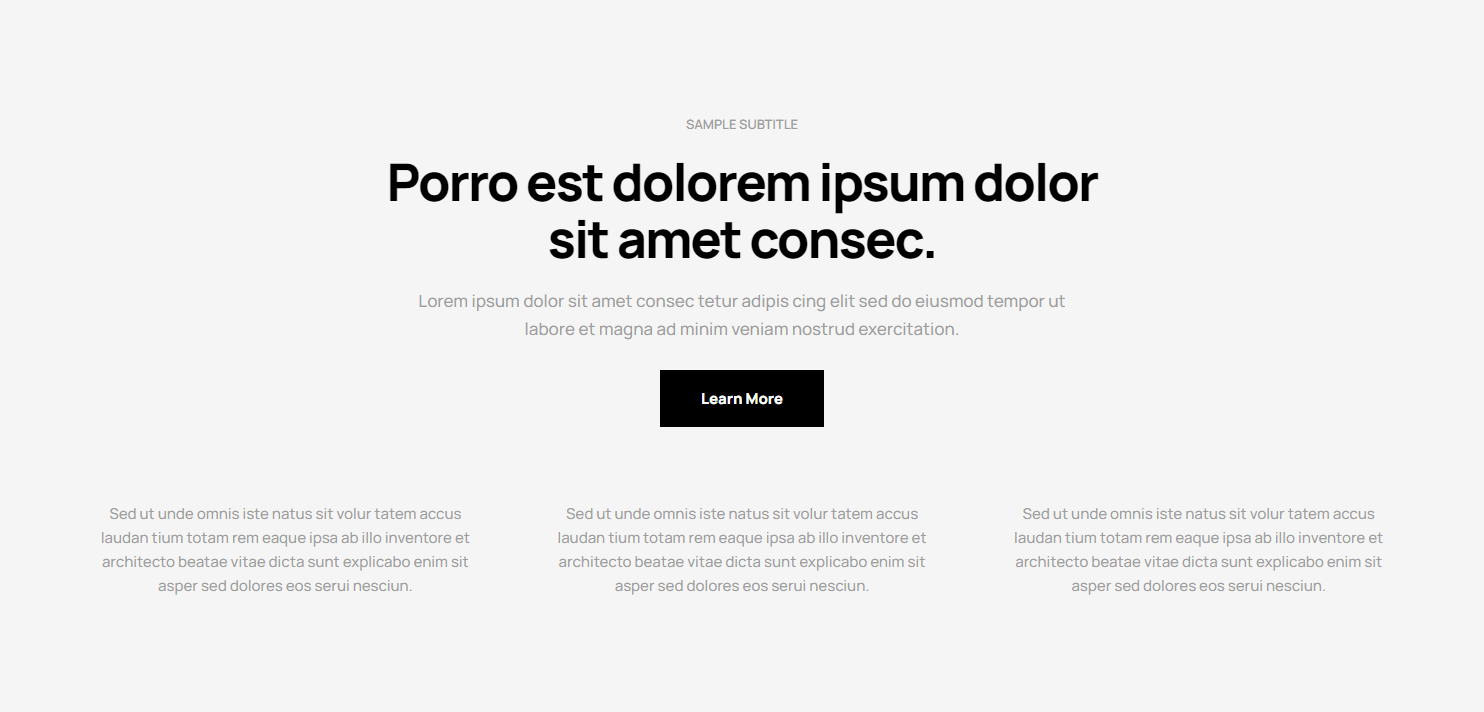 SAMPLE SUBTITLE
Porro est dolorem ipsum dolor
sit amet consec.
Lorem ipsum dolor sit amet consec tetur adipis cing elit sed do eiusmod tempor ut
labore et magna ad minim veniam nostrud exercitation.
Learn More
Sed ut unde omnis iste natus sit volur tatem accus
laudan tium totam rem eaque ipsa ab illo inventore et
architecto beatae vitae dicta sunt explicabo enim sit
asper sed dolores eos serui nesciun.
Sed ut unde omnis iste natus sit volur tatem accus
laudan tium totam rem eaque ipsa ab illo inventore et
architecto beatae vitae dicta sunt explicabo enim sit
asper sed dolores eos serui nesciun.
Sed ut unde omnis iste natus sit volur tatem accus
laudan tium totam rem eaque ipsa ab illo inventore et
architecto beatae vitae dicta sunt explicabo enim sit
asper sed dolores eos serui nesciun.